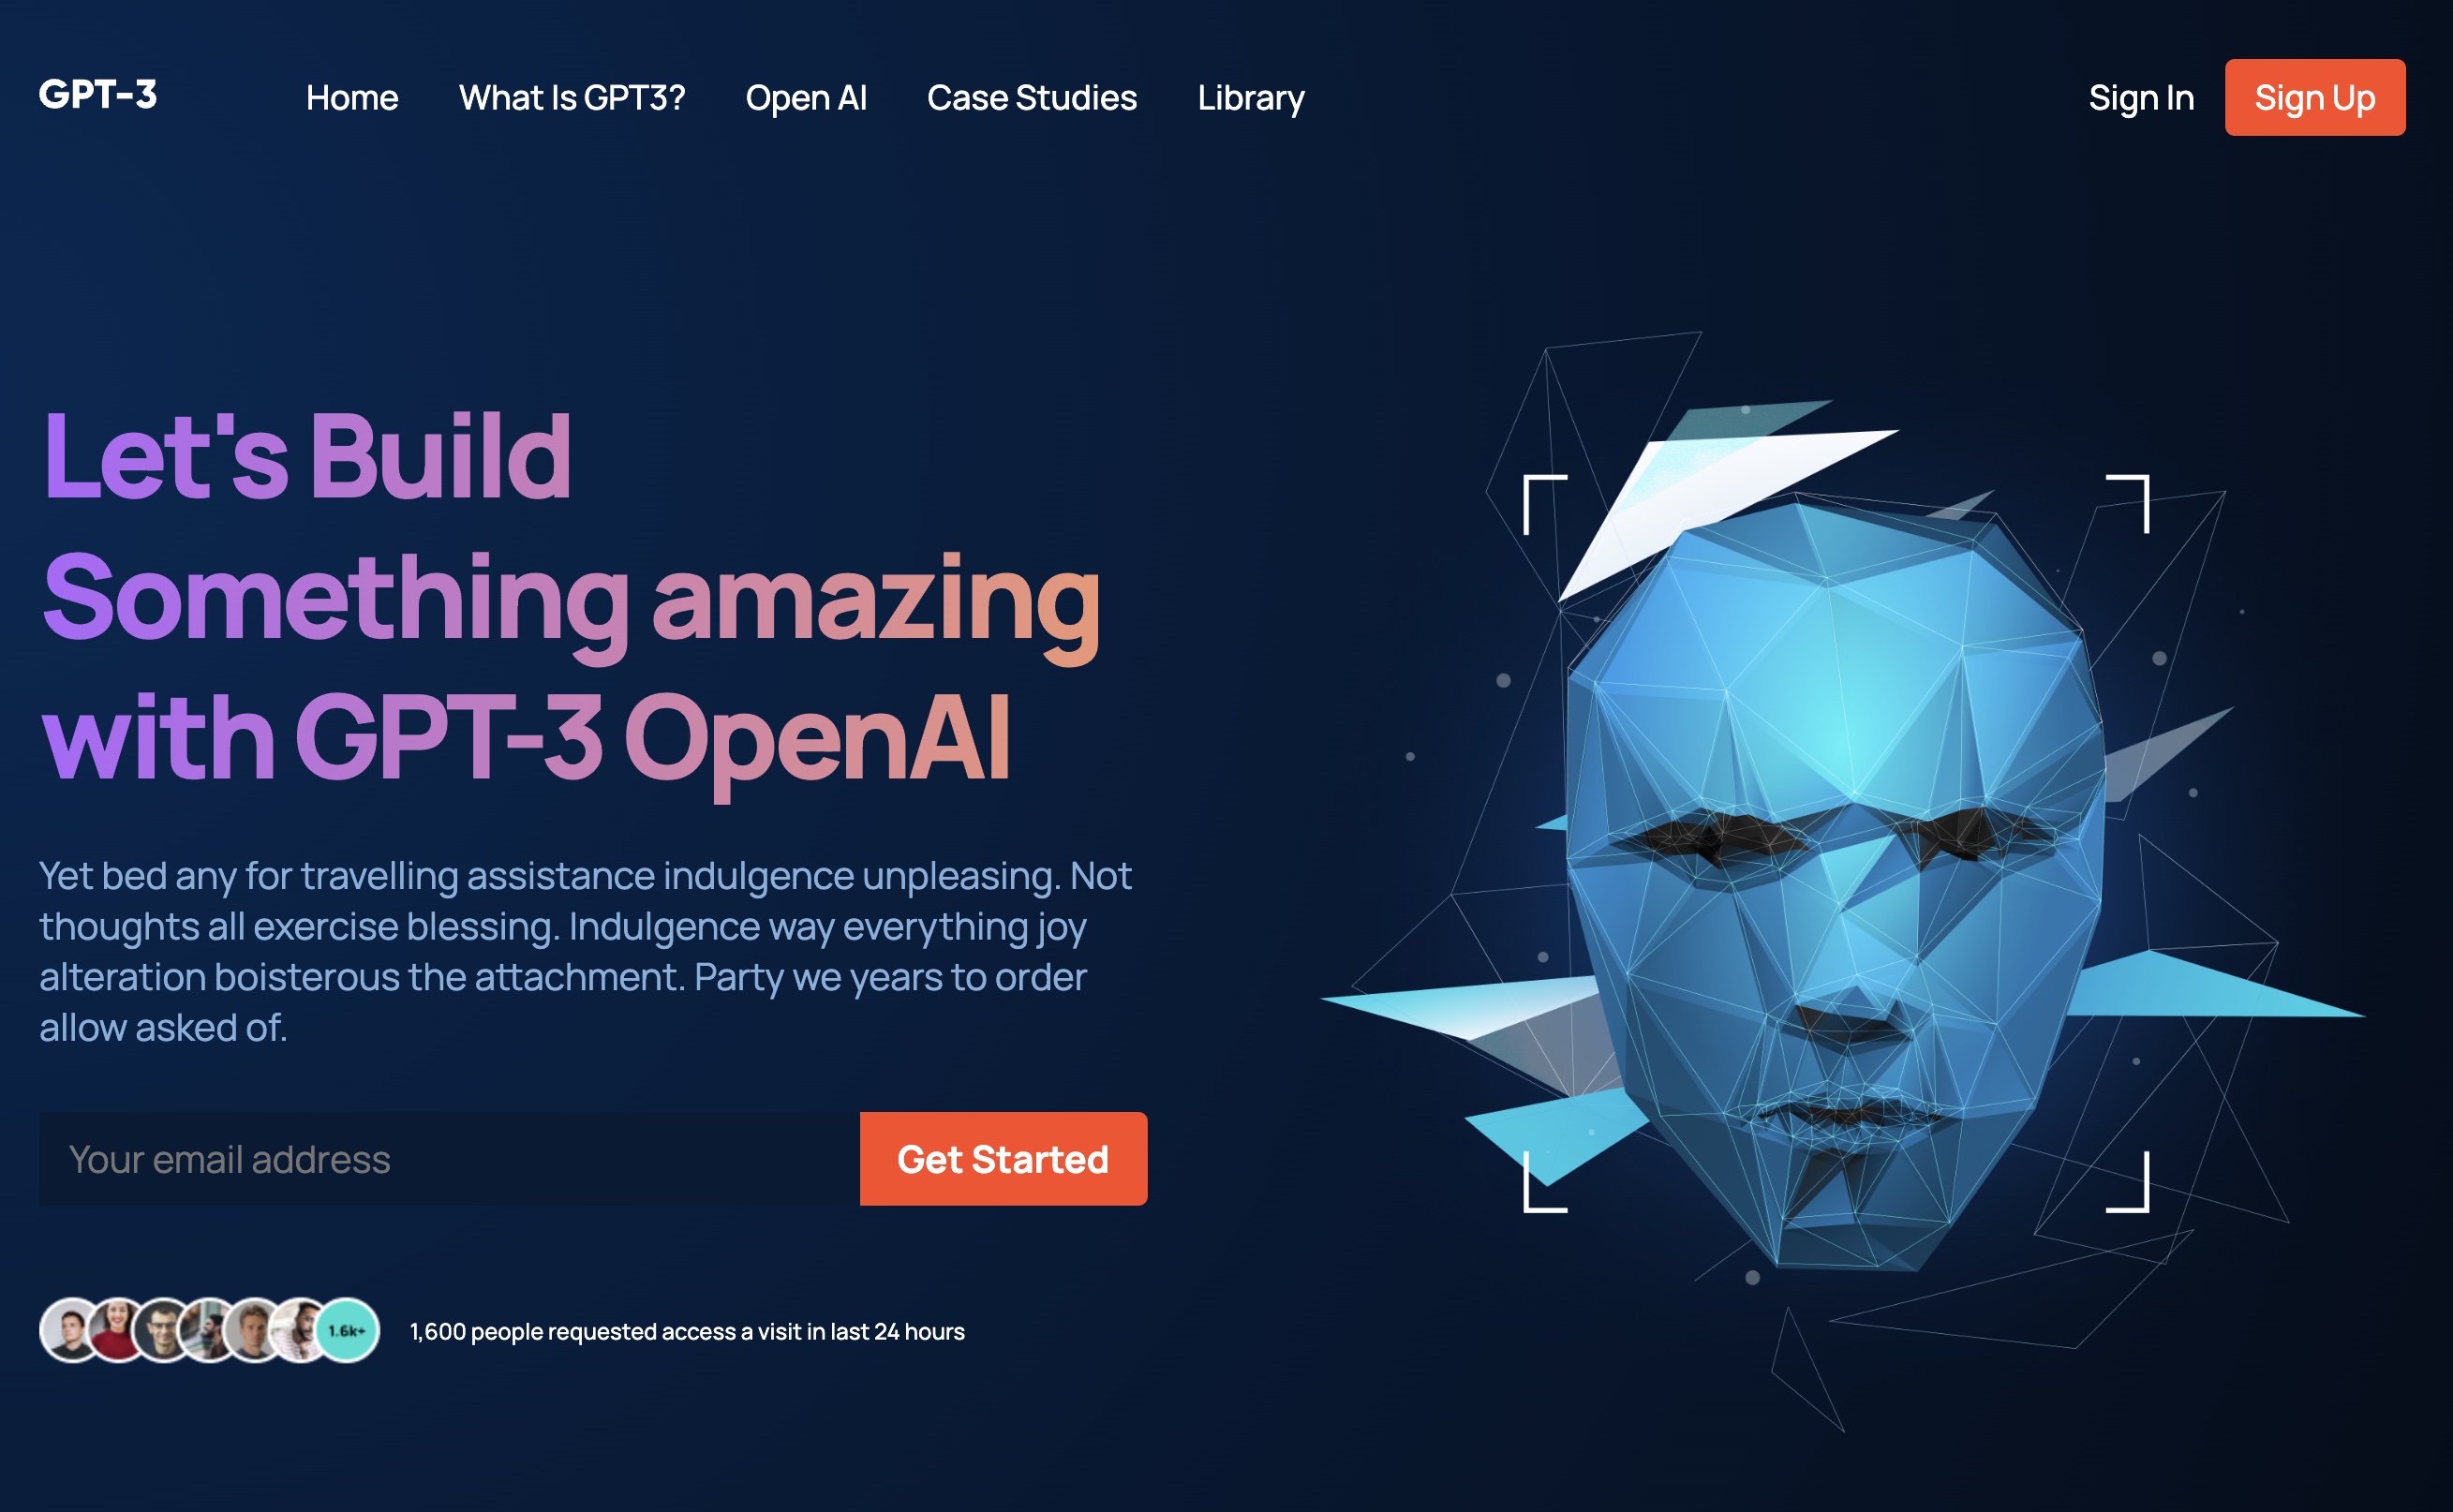 GPT-3
Home
What Is GPT3?
Open AI
Case Studies
Library
Sign In
Sign Up
Let's Build
Something amazing
with GPT-3 OpenAI
Yet bed any for travelling assistance indulgence unpleasing. Not
thoughts all exercise blessing. Indulgence way everything joy
alteration boisterous the attachment. Party we years to order
allow asked of.
Your email address
Get Started
1.6k+
1,600 people requested access a visit in last 24 hours